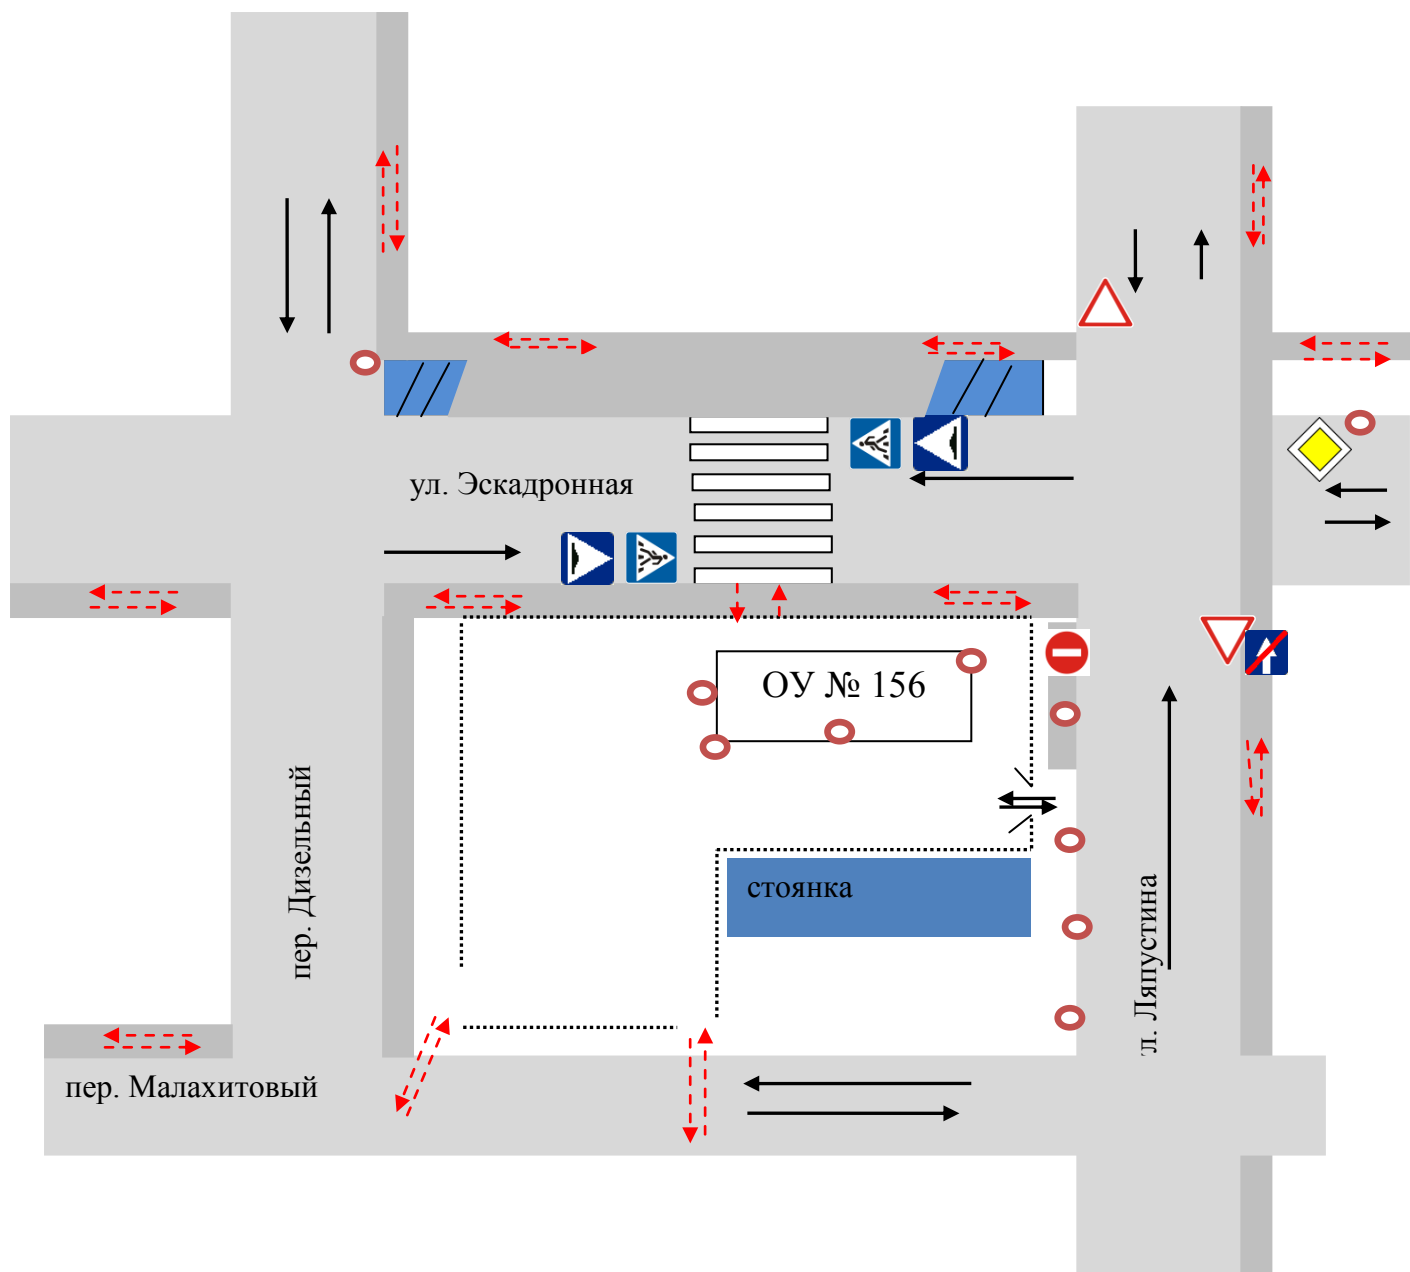 ул. Эскадронная
ОУ № 156
пер. Дизельный
стоянка
л. Ляпустина
пер. Малахитовый